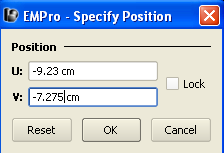 EMPro - Specify Position
Position
U: -9.23 cm
Lock
V: -7.275 cm
Reset OK Cancel